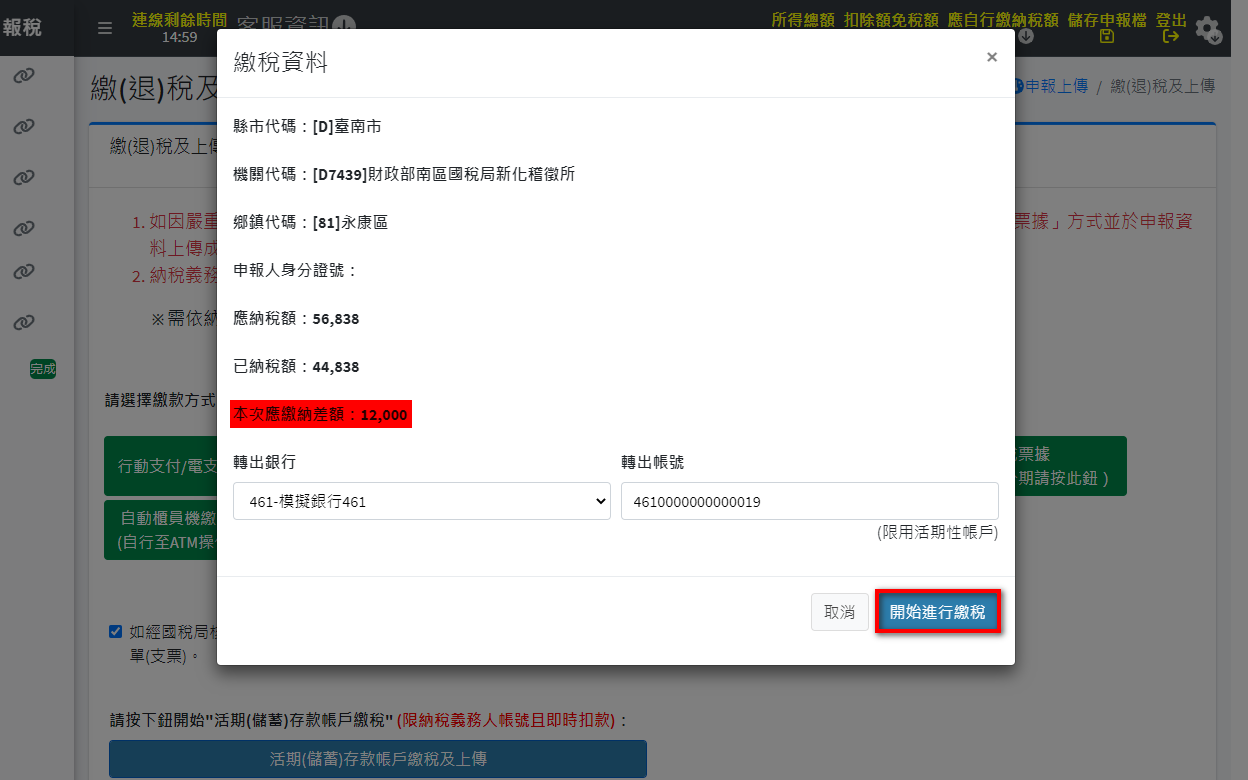 報稅
連線剩餘時間
14:59
客服資訊
所得總額 扣除額免稅額 應自行繳納稅額 儲存申報檔 登出
繳(退)稅及
申報上傳 / 繳(退)稅及上傳
繳(退)稅及上傳
1. 如因嚴重
票據」方式並於申報資
料上傳成
2. 納稅義務
※需依納
完成
請選擇繳款方式
行動支付/電支
票據
期請按此鈕 )
自動櫃員機繳
(自行至ATM操作
如經國稅局核
單(支票)。
請按下鈕開始"活期(儲蓄)存款帳戶繳稅" (限納稅義務人帳號且即時扣款)：
活期(儲蓄)存款帳戶繳稅及上傳
繳稅資料
×
縣市代碼：[D]臺南市
機關代碼：[D7439]財政部南區國稅局新化稽徵所
鄉鎮代碼：[81]永康區
申報人身分證號：
應納稅額：56,838
已納稅額：44,838
本次應繳納差額：12,000
轉出銀行
轉出帳號
461-模擬銀行461
4610000000000019
(限用活期性帳戶)
取消
開始進行繳稅